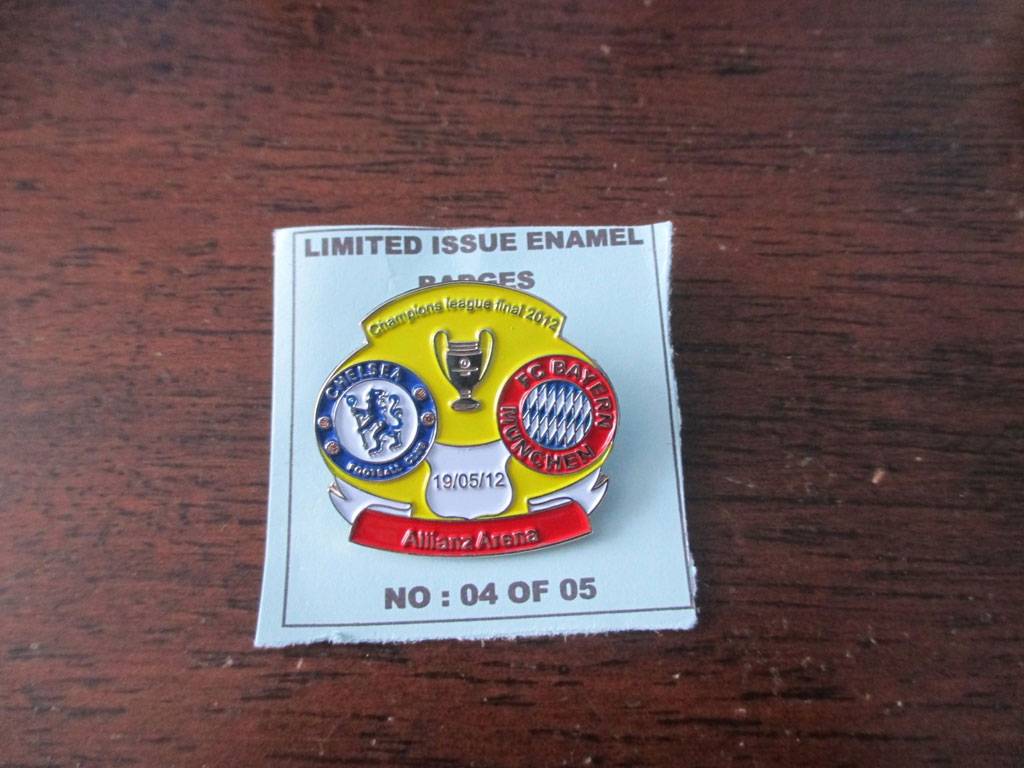 LIMITED ISSUE ENAMEL
BADGES
Champions league final 2012
CHELSEA
FOOTBALL CLUB
FC BAYERN
MÜNCHEN
19/05/12
Allianz Arena
NO : 04 OF 05